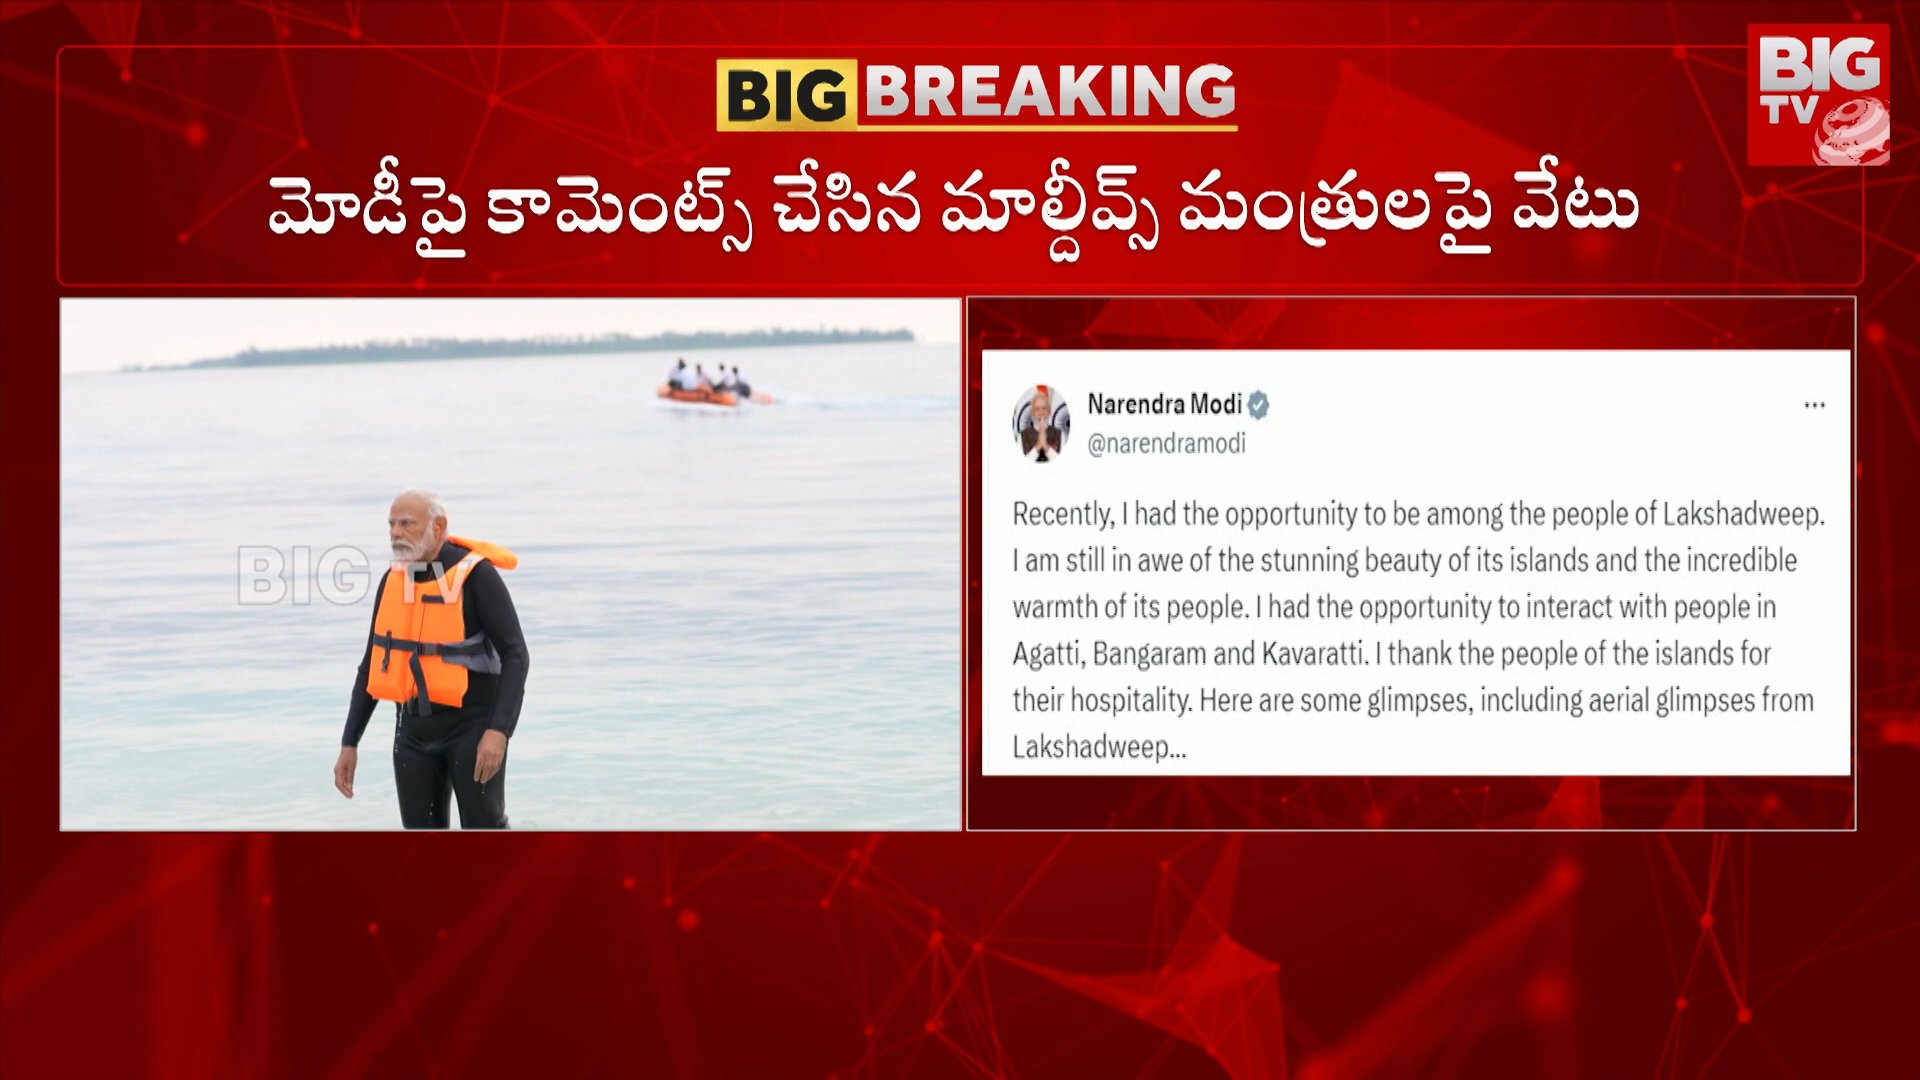 BIG BREAKING
BIG
TV
మోడీపై కామెంట్స్ చేసిన మాల్దీవ్స్ మంత్రులపై వేటు
BIG TV
Narendra Modi
@narendramodi
Recently, I had the opportunity to be among the people of Lakshadweep.
I am still in awe of the stunning beauty of its islands and the incredible
warmth of its people. I had the opportunity to interact with people in
Agatti, Bangaram and Kavaratti. I thank the people of the islands for
their hospitality. Here are some glimpses, including aerial glimpses from
Lakshadweep...